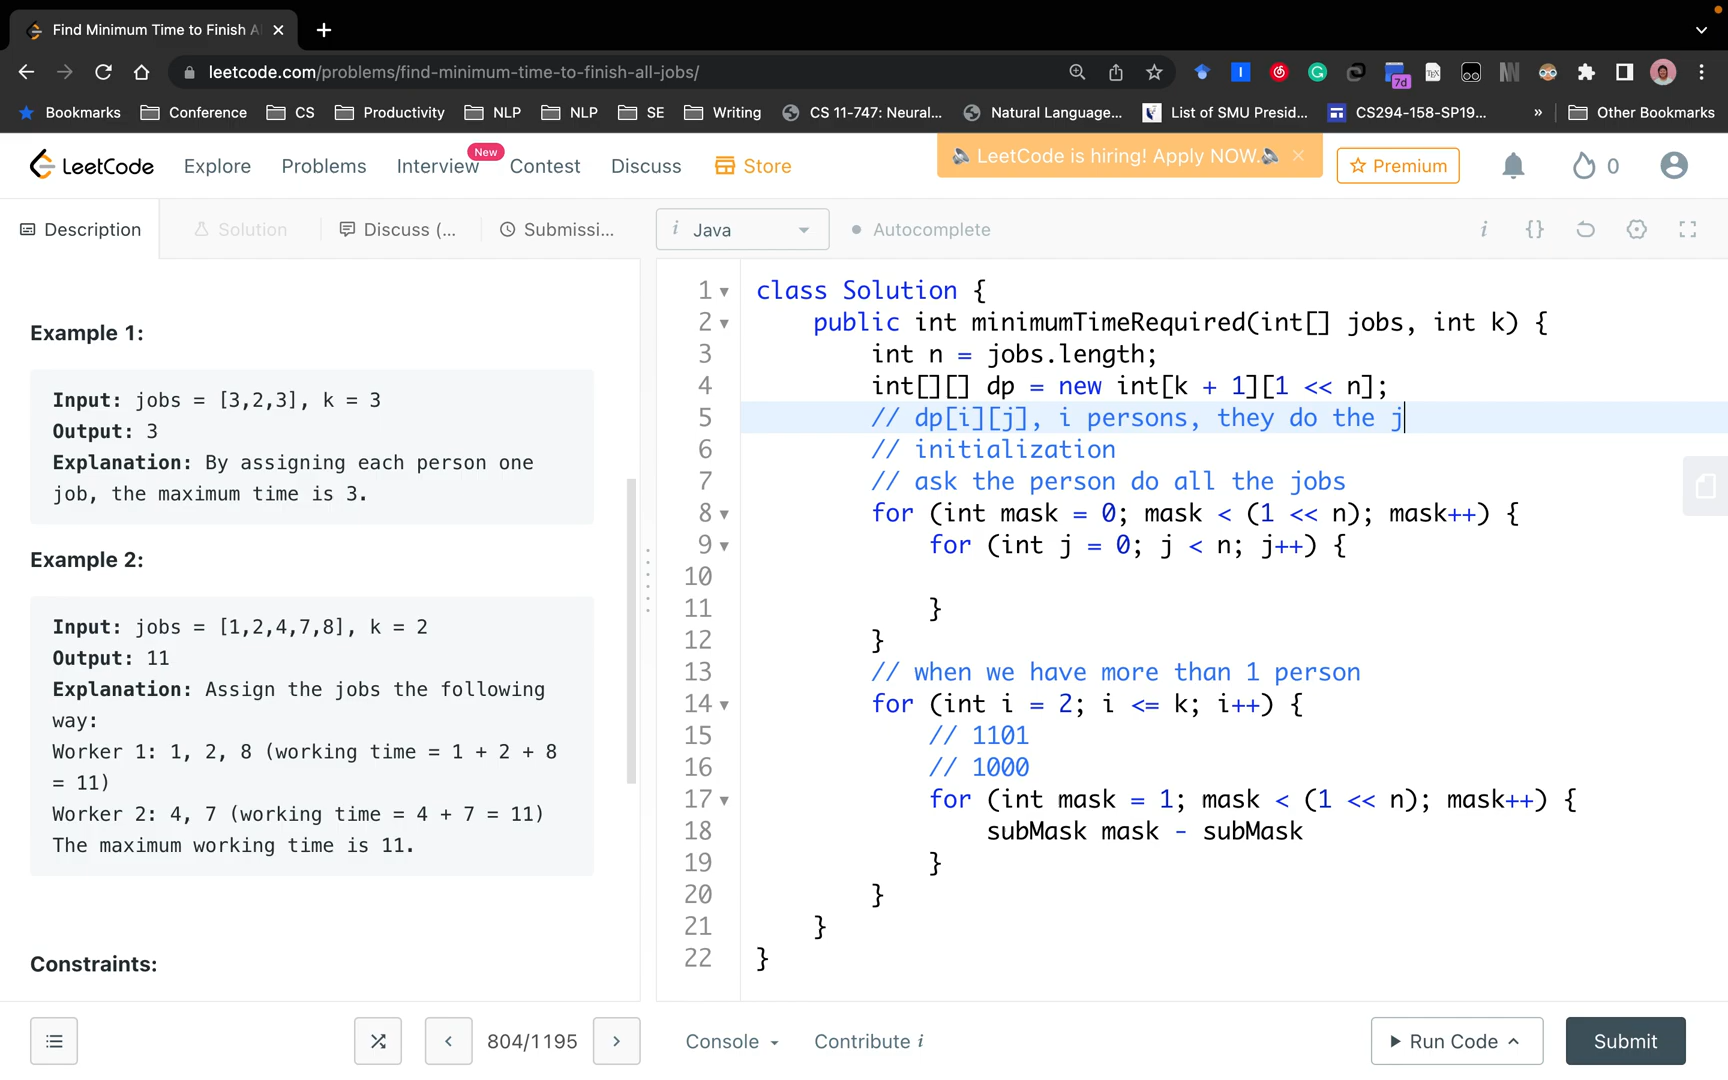 Find Minimum Time to Finish Al
leetcode.com/problems/find-minimum-time-to-finish-all-jobs/
7d
TEX
Bookmarks Conference CS Productivity NLP NLP SE Writing CS 11-747: Neural... Natural Language... List of SMU Presid... CS294-158-SP19... » Other Bookmarks
LeetCode Explore Problems Interview New Contest Discuss Store LeetCode is hiring! Apply NOW. Premium 0
Description Solution Discuss (... Submissi... i Java Autocomplete i {}
Example 1:
Input: jobs = [3,2,3], k = 3
Output: 3
Explanation: By assigning each person one
job, the maximum time is 3.
Example 2:
Input: jobs = [1,2,4,7,8], k = 2
Output: 11
Explanation: Assign the jobs the following
way:
Worker 1: 1, 2, 8 (working time = 1 + 2 + 8
= 11)
Worker 2: 4, 7 (working time = 4 + 7 = 11)
The maximum working time is 11.
Constraints:
1 class Solution {
2 public int minimumTimeRequired(int[] jobs, int k) {
3 int n = jobs.length;
4 int[][] dp = new int[k + 1][1 << n];
5 // dp[i][j], i persons, they do the j
6 // initialization
7 // ask the person do all the jobs
8 for (int mask = 0; mask < (1 << n); mask++) {
9 for (int j = 0; j < n; j++) {
10
11 }
12 }
13 // when we have more than 1 person
14 for (int i = 2; i <= k; i++) {
15 // 1101
16 // 1000
17 for (int mask = 1; mask < (1 << n); mask++) {
18 subMask mask - subMask
19 }
20 }
21 }
22 }
804/1195 Console Contribute i Run Code Submit